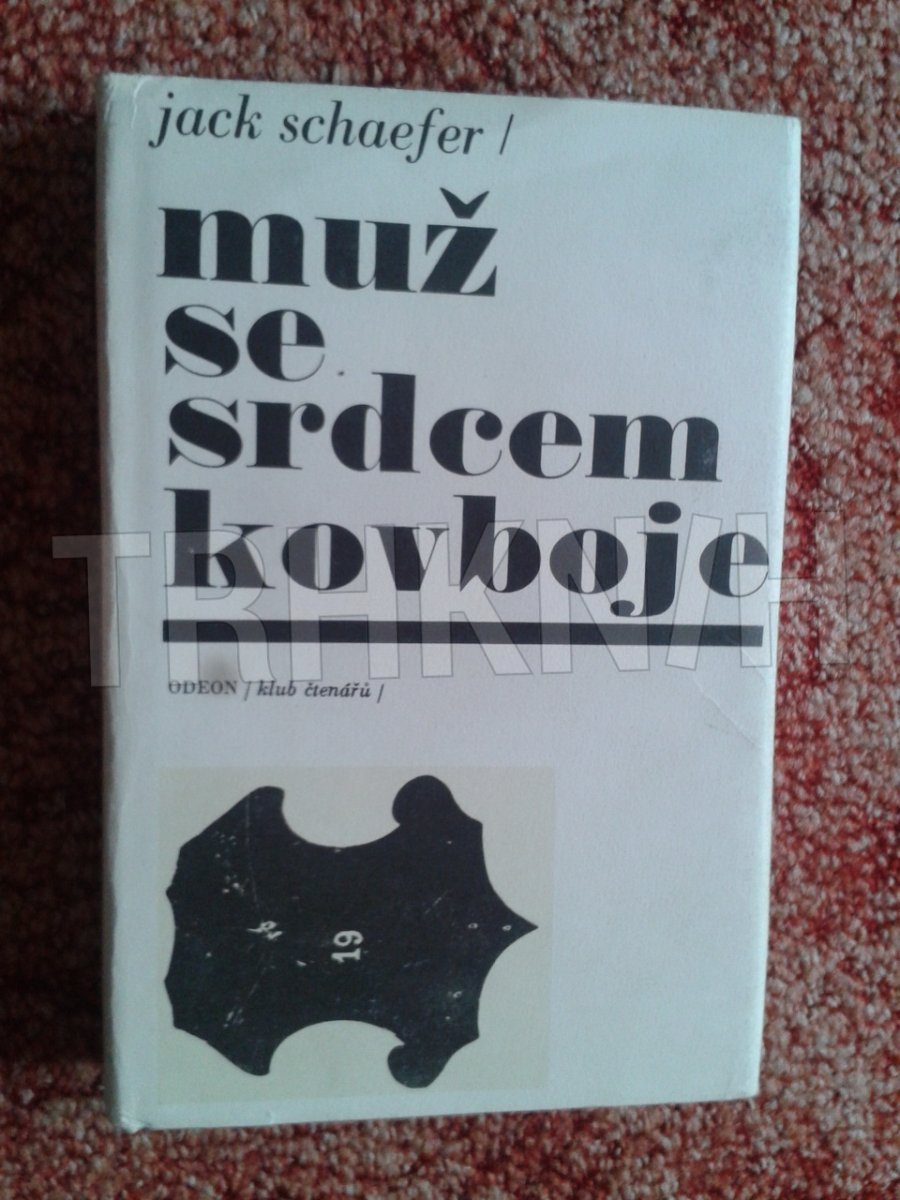 jack schaefer /
muž
se
srdcem
kovboje
TRHKNIH
ODEON / klub čtenářů /
19